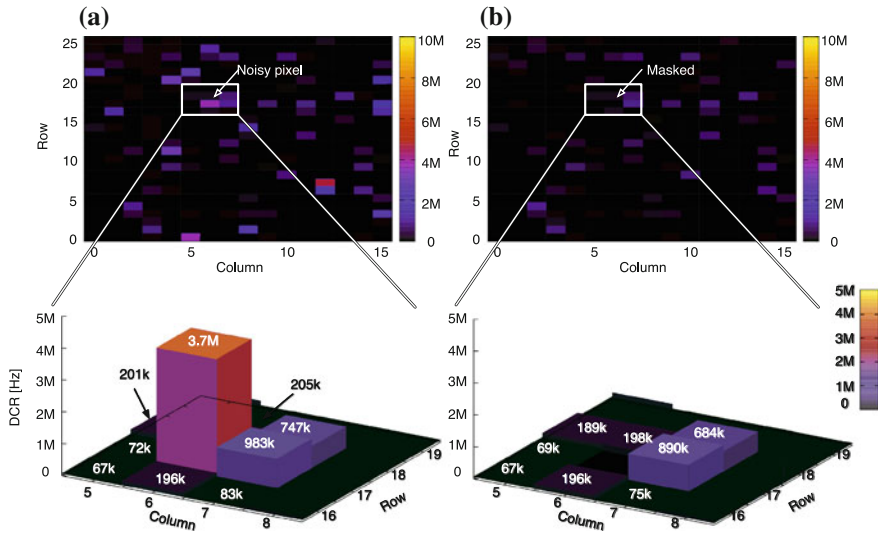 (a)
(b)
25
20
15
10
5
0
Row
0
5
10
15
Column
Noisy pixel
10M
8M
6M
4M
2M
0
25
20
15
10
5
0
Row
0
5
10
15
Column
Masked
10M
8M
6M
4M
2M
0
5M
4M
3M
2M
1M
0
DCR [Hz]
3.7M
201k
205k
747k
983k
72k
67k
196k
83k
5
6
7
8
Column
16
17
18
19
Row
5M
4M
3M
2M
1M
0
189k
198k
684k
890k
69k
67k
196k
75k
5
6
7
8
Column
16
17
18
19
Row
5M
4M
3M
2M
1M
0